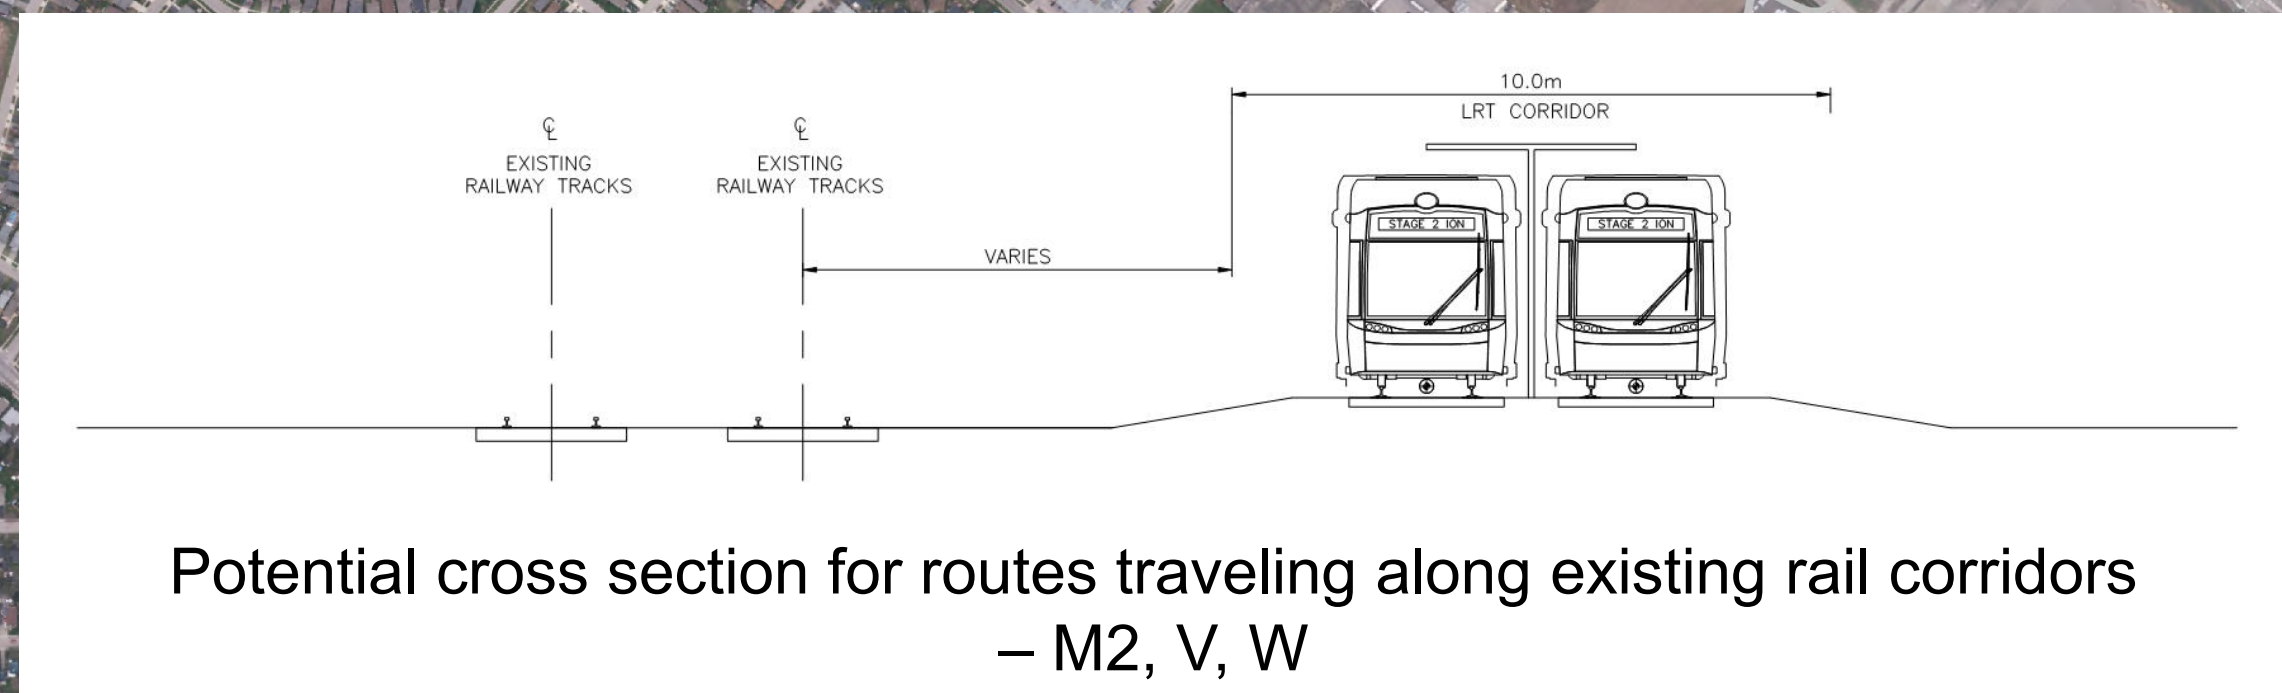 10.0m
LRT CORRIDOR
℄
EXISTING
RAILWAY TRACKS
℄
EXISTING
RAILWAY TRACKS
VARIES
STAGE 2 ION
STAGE 2 ION
Potential cross section for routes traveling along existing rail corridors
– M2, V, W